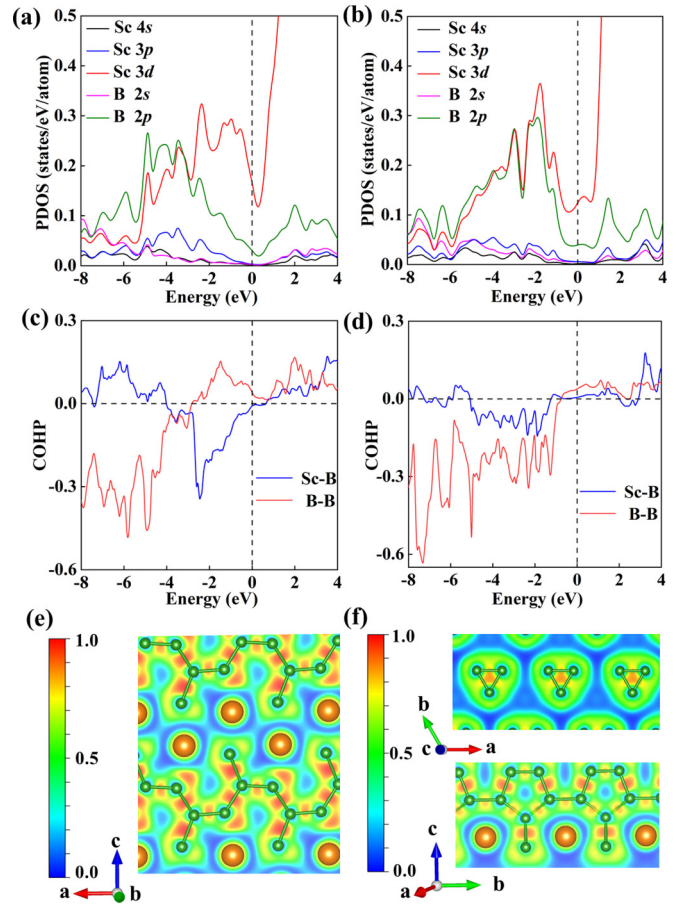 (a)
Sc 4s
Sc 3p
Sc 3d
B 2s
B 2p
PDOS (states/eV/atom)
0.5
0.4
0.3
0.2
0.1
0.0
-8 -6 -4 -2 0 2 4
Energy (eV)
(b)
Sc 4s
Sc 3p
Sc 3d
B 2s
B 2p
PDOS (states/eV/atom)
0.5
0.4
0.3
0.2
0.1
0.0
-8 -6 -4 -2 0 2 4
Energy (eV)
(c)
COHP
0.3
0.0
-0.3
-0.6
Sc-B
B-B
-8 -6 -4 -2 0 2 4
Energy (eV)
(d)
COHP
0.3
0.0
-0.3
-0.6
Sc-B
B-B
-8 -6 -4 -2 0 2 4
Energy (eV)
(e)
1.0
0.5
0.0
c
a
b
(f)
1.0
0.5
0.0
b
c
a
c
a
b